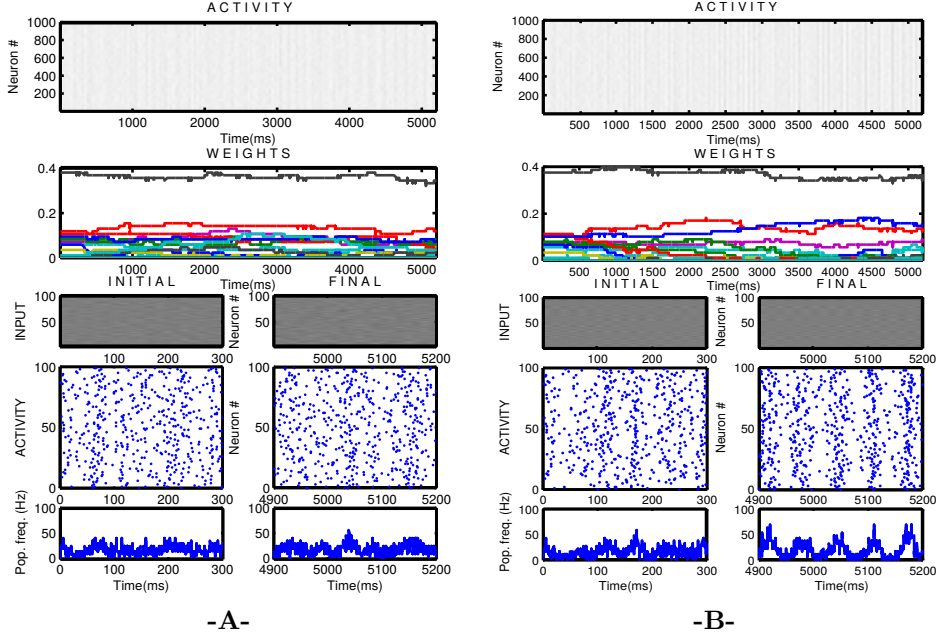 A C T I V I T Y
1000
800
600
400
200
Neuron #
1000 2000 3000 4000 5000
Time(ms)
W E I G H T S
0.4
0.2
0
1000 2000 3000 4000 5000
Time(ms)
I N I T I A L
F I N A L
100
50
INPUT
100 200 300
100
50
Neuron #
5000 5100 5200
100
50
0
ACTIVITY
0 100 200 300
100
50
0
Neuron #
4900 5000 5100 5200
100
50
0
Pop. freq. (Hz)
0 100 200 300
Time(ms)
100
50
0
4900 5000 5100 5200
Time(ms)
-A-
A C T I V I T Y
1000
800
600
400
200
Neuron #
500 1000 1500 2000 2500 3000 3500 4000 4500 5000
Time(ms)
W E I G H T S
0.4
0.2
0
500 1000 1500 2000 2500 3000 3500 4000 4500 5000
Time(ms)
I N I T I A L
F I N A L
100
50
INPUT
100 200 300
100
50
Neuron #
5000 5100 5200
100
50
0
ACTIVITY
0 100 200 300
100
50
0
Neuron #
4900 5000 5100 5200
100
50
0
Pop. freq. (Hz)
0 100 200 300
Time(ms)
100
50
0
4900 5000 5100 5200
Time(ms)
-B-